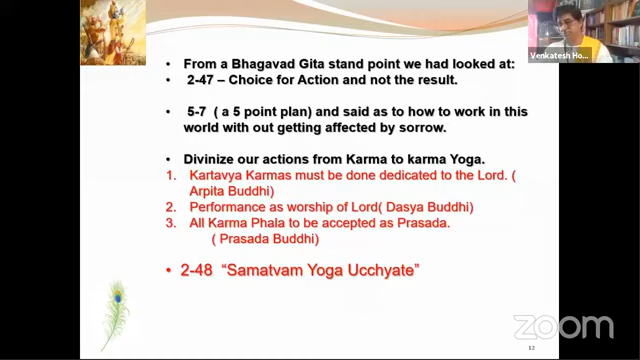 • From a Bhagavad Gita stand point we had looked at:
• 2-47 – Choice for Action and not the result.
• 5-7 ( a 5 point plan) and said as to how to work in this
world with out getting affected by sorrow.
• Divinize our actions from Karma to karma Yoga.
1. Kartavya Karmas must be done dedicated to the Lord. (
Arpita Buddhi)
2. Performance as worship of Lord( Dasya Buddhi)
3. All Karma Phala to be accepted as Prasada.
( Prasada Buddhi)
• 2-48 “Samatvam Yoga Ucchyate”
Venkatesh Ho...
zoom
12